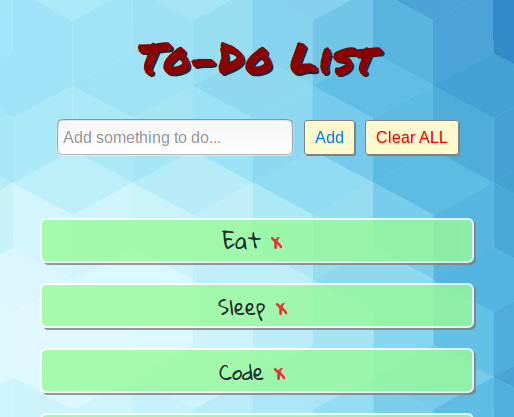 To-Do List
Add something to do... Add Clear ALL
Eat x
Sleep x
Code x